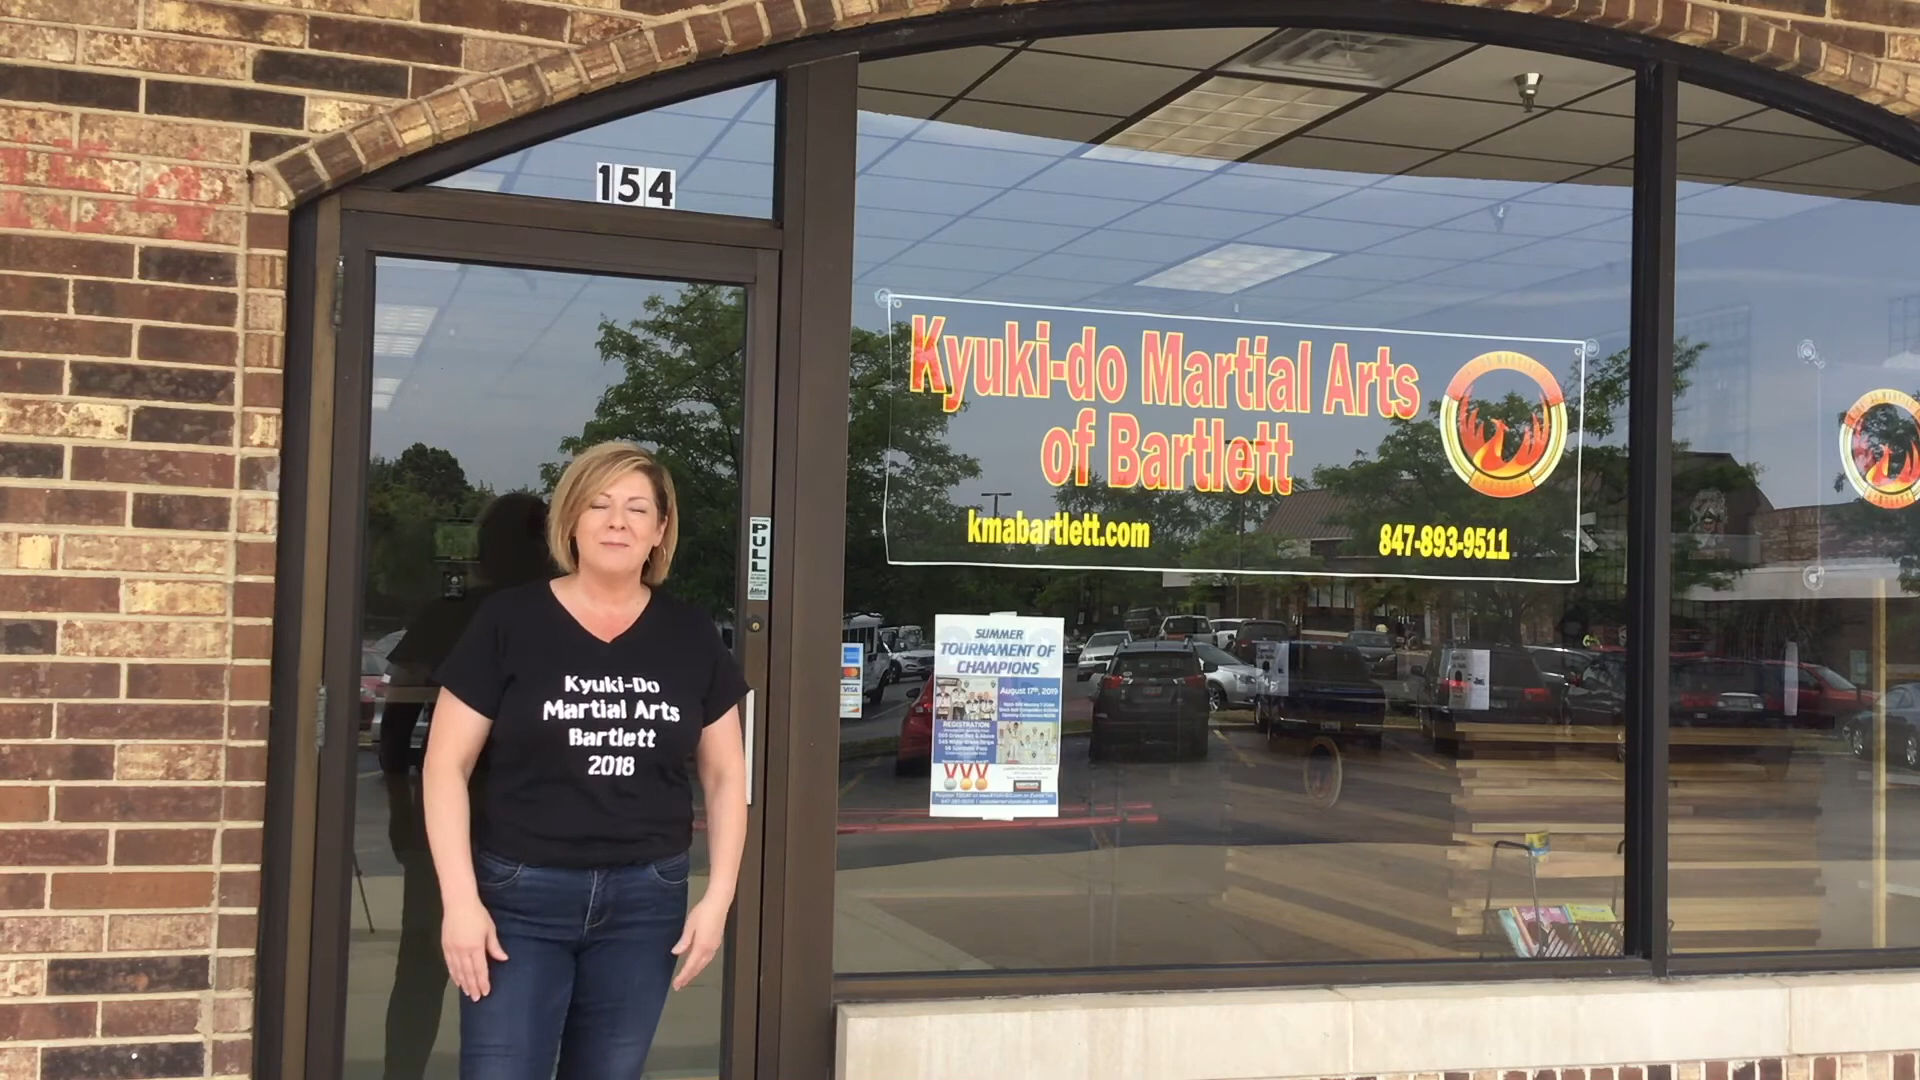 154
PULL
Kyuki-do Martial Arts
of Bartlett
kmabartlett.com
847-893-9511
Kyuki-Do
Martial Arts
Bartlett
2018
VISA
SUMMER
TOURNAMENT OF
CHAMPIONS
August 17th, 2019
REGISTRATION